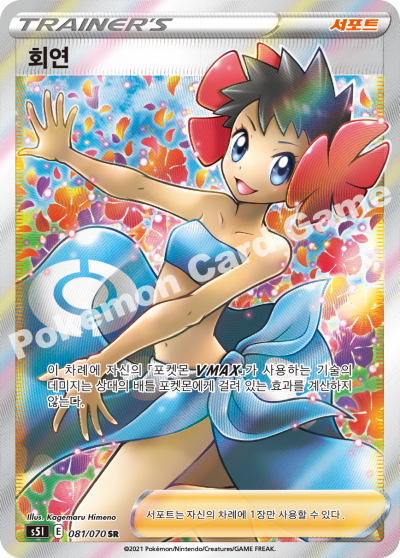 TRAINER'S
서포트
회연
Pokémon Card Game
이 차례에 자신의 「포켓몬 VMAX」가 사용하는 기술의
데미지는 상대의 배틀 포켓몬에게 걸려 있는 효과를 계산하지
않는다.
Illus. Kagemaru Himeno
s5I E 081/070 SR
서포트는 자신의 차례에 1장만 사용할 수 있다.
©2021 Pokémon/Nintendo/Creatures/GAME FREAK.